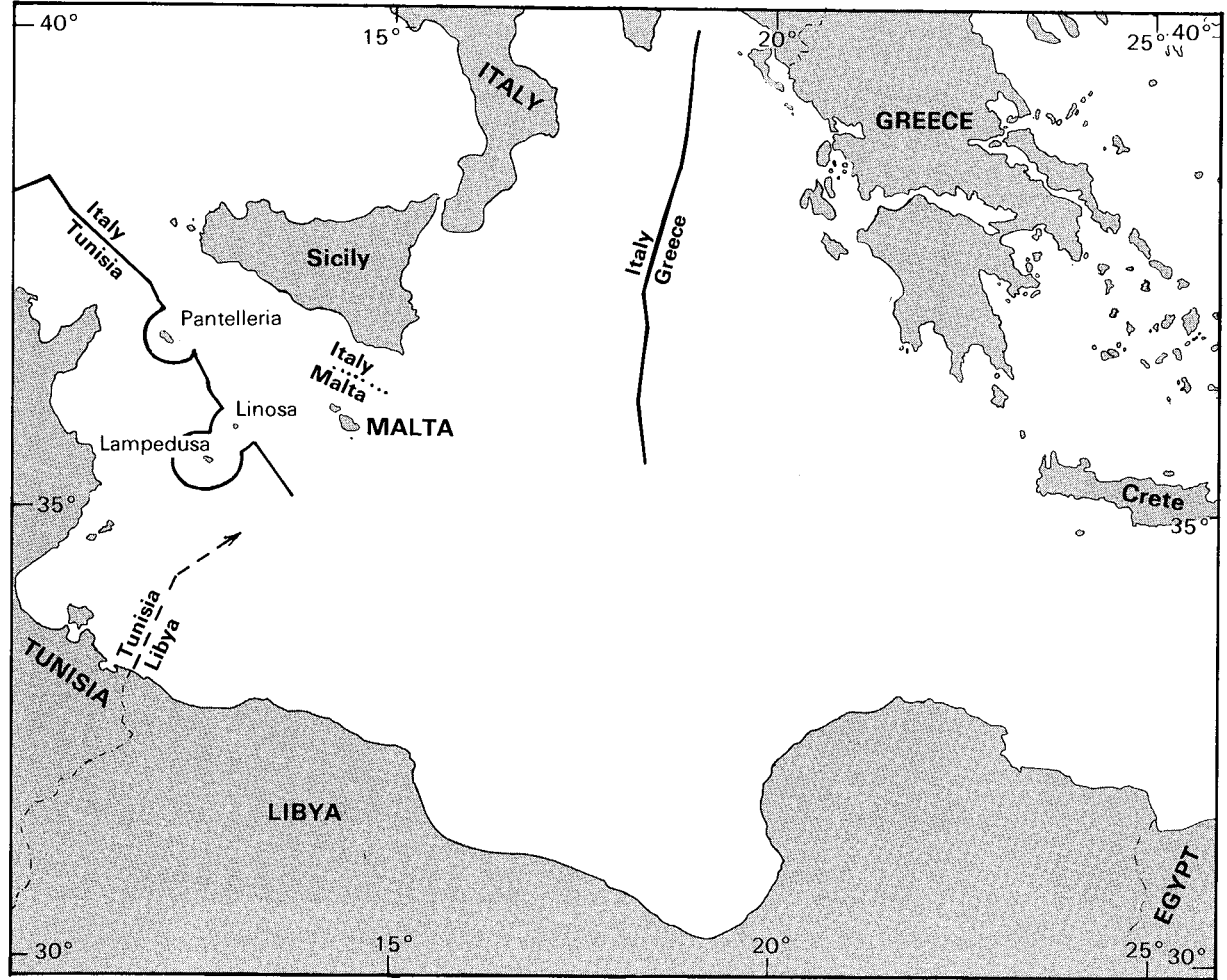 40°
15°
20°
25° 40°
ITALY
GREECE
Italy
Tunisia
Sicily
Italy
Greece
Pantelleria
Italy
Malta
Linosa
MALTA
Lampedusa
Crete
35°
35°
Tunisia
Libya
TUNISIA
LIBYA
EGYPT
30°
15°
20°
25° 30°